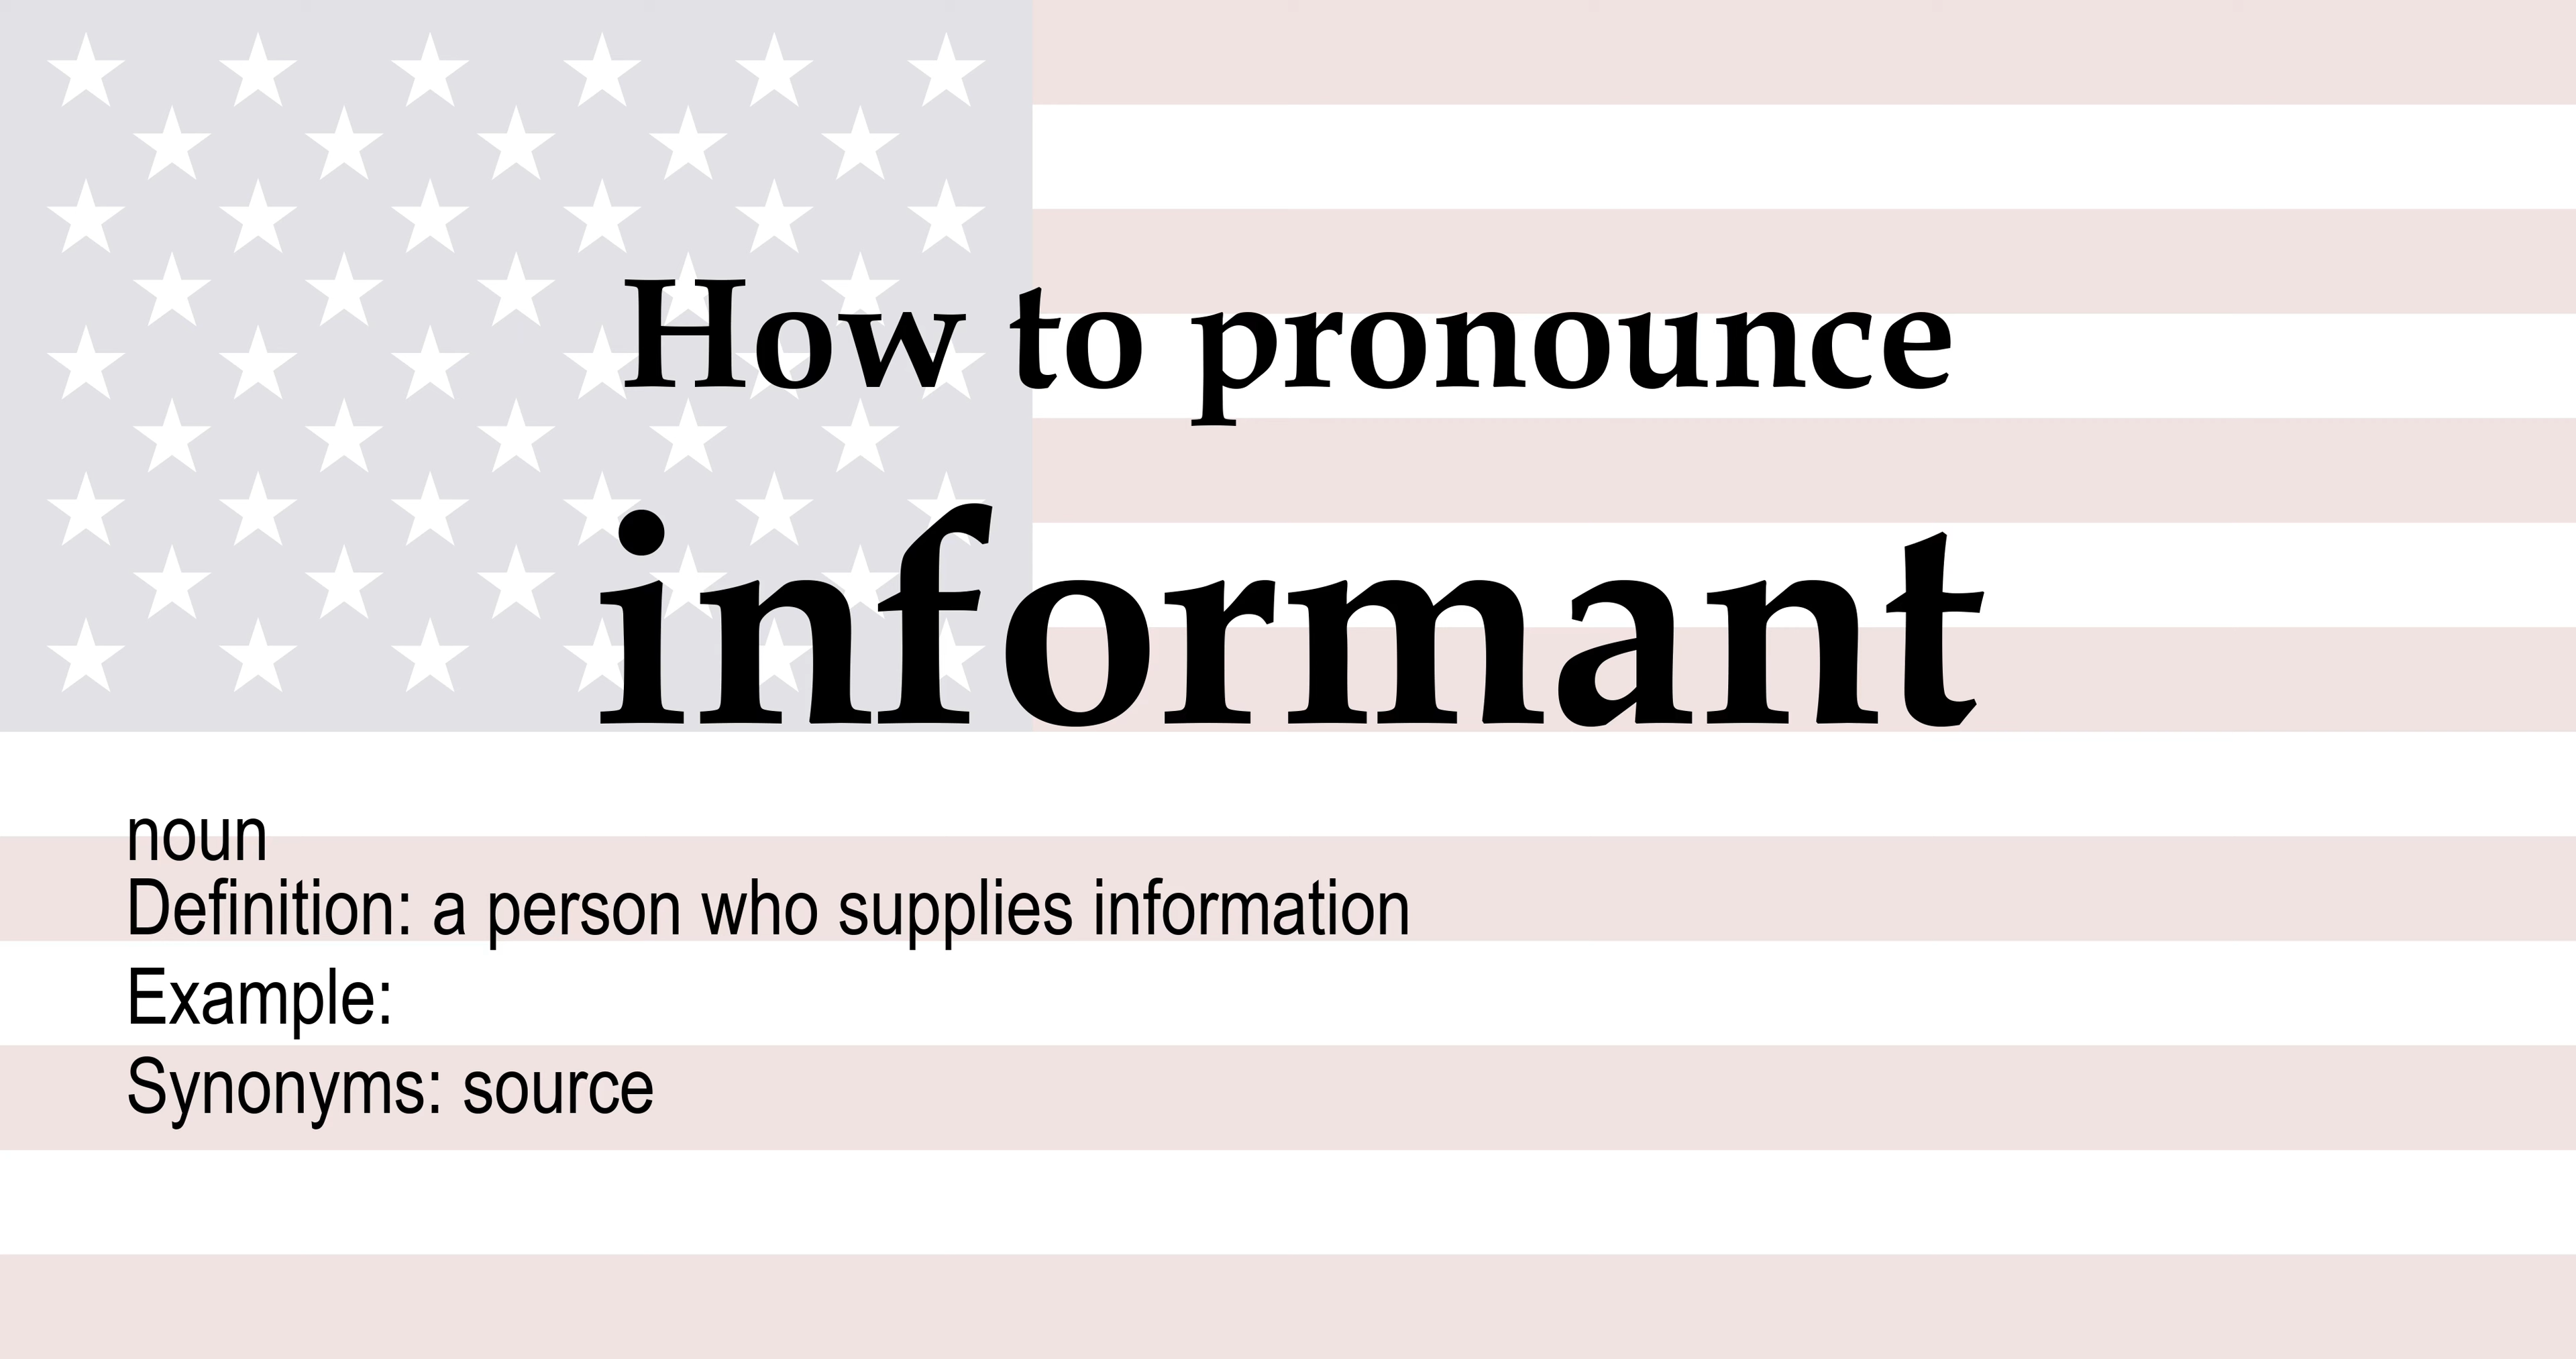 How to pronounce
informant
noun
Definition: a person who supplies information
Example:
Synonyms: source